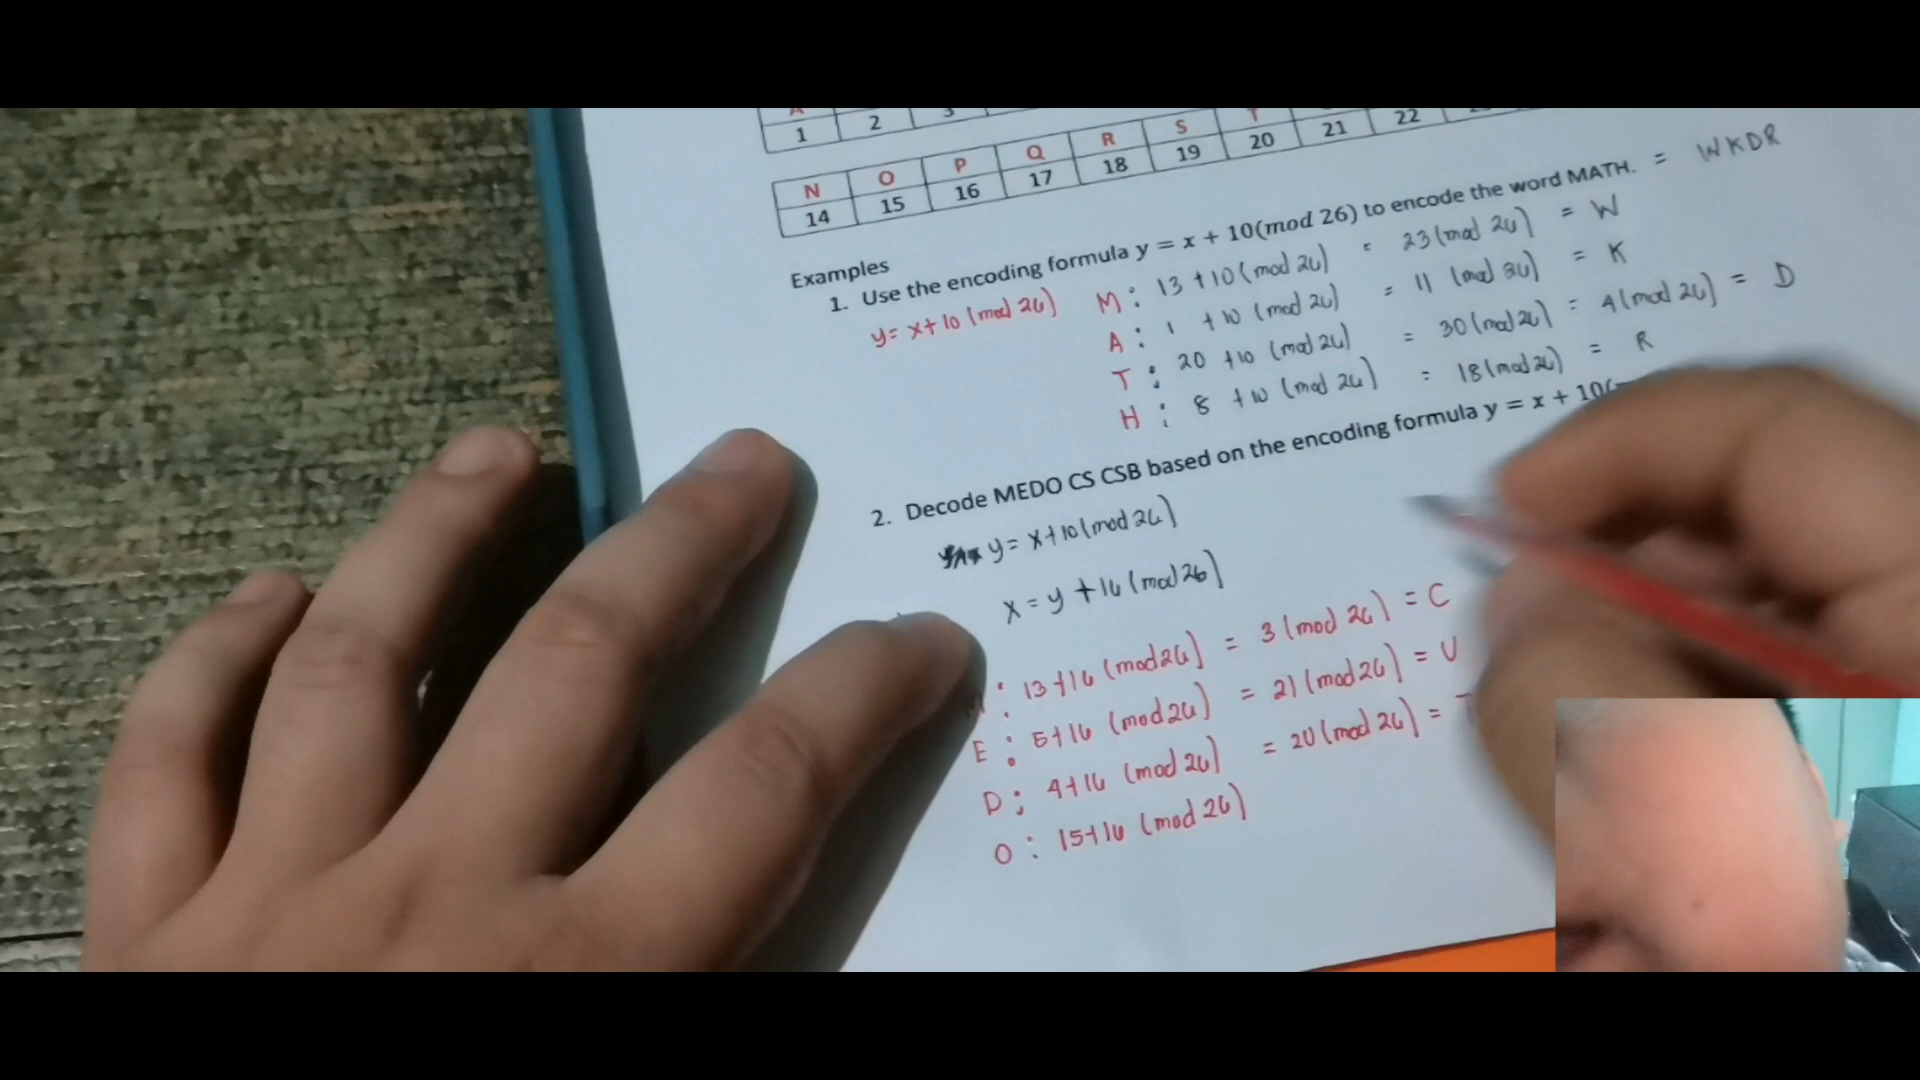 A
1 2 3
N O P Q R S T
14 15 16 17 18 19 20 21 22
Examples
1. Use the encoding formula y = x + 10(mod 26) to encode the word MATH. = WKDR
y = x + 10 (mod 26)
M : 13 + 10 (mod 26) = 23 (mod 26) = W
A : 1 + 10 (mod 26) = 11 (mod 26) = K
T : 20 + 10 (mod 26) = 30 (mod 26) = 4 (mod 26) = D
H : 8 + 10 (mod 26) = 18 (mod 26) = R
2. Decode MEDO CS CSB based on the encoding formula y = x + 10(
y = x + 10 (mod 26)
x = y + 16 (mod 26)
M : 13 + 16 (mod 26) = 3 (mod 26) = C
E : 5 + 16 (mod 26) = 21 (mod 26) = U
D : 4 + 16 (mod 26) = 20 (mod 26) = T
O : 15 + 16 (mod 26)